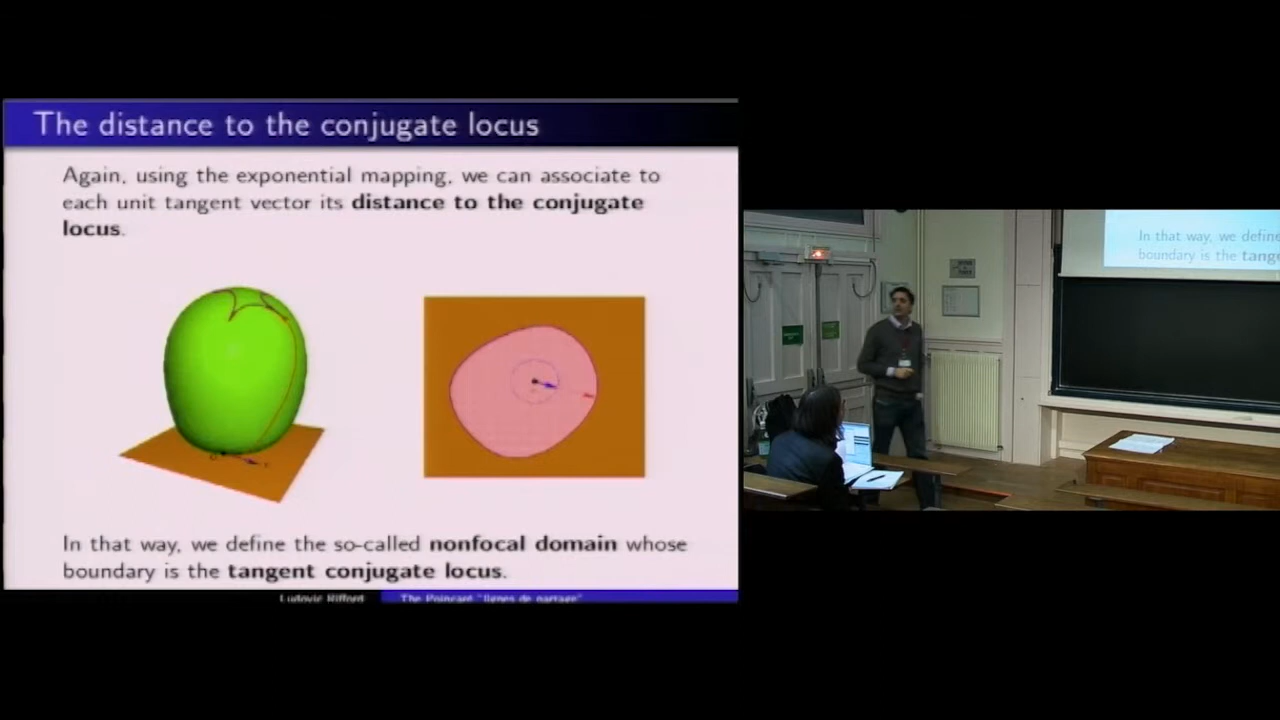 The distance to the conjugate locus
Again, using the exponential mapping, we can associate to
each unit tangent vector its distance to the conjugate
locus.
In that way, we define the so-called nonfocal domain whose
boundary is the tangent conjugate locus.
Ludovic Rifford
The Poincaré "lignes de partage"
In that way, we define
boundary is the tange